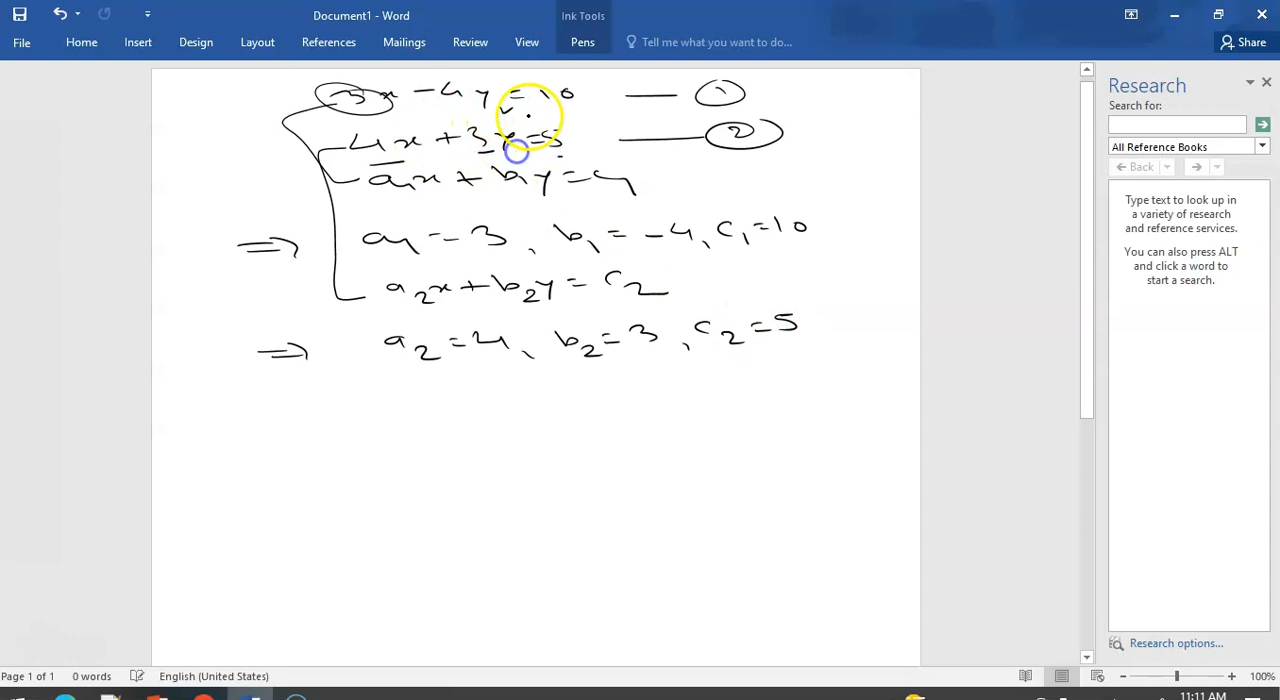 Document1 - Word
Ink Tools
File Home Insert Design Layout References Mailings Review View Pens Tell me what you want to do... Share
3x - 4y = 10 — ①
4x + 3y = 5 — ②
a1x + b1y = c1
⇒ a1 = 3, b1 = -4, c1 = 10
a2x + b2y = c2
⇒ a2 = 4, b2 = 3, c2 = 5
Research
Search for:
All Reference Books
Back
Type text to look up in
a variety of research
and reference services.
You can also press ALT
and click a word to
start a search.
Research options...
Page 1 of 1 0 words English (United States) 100%
11:11 AM